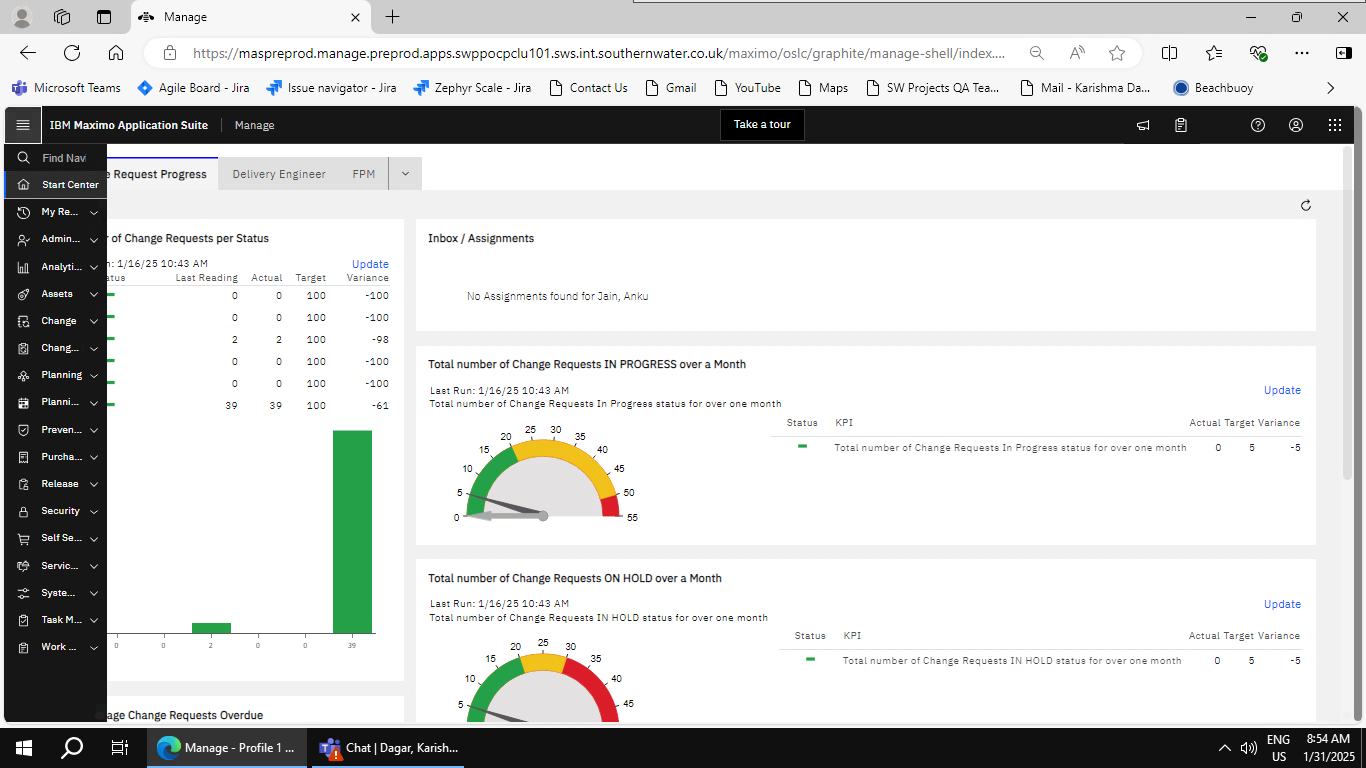 Manage
https://maspreprod.manage.preprod.apps.swppocpclu101.sws.int.southernwater.co.uk/maximo/oslc/graphite/manage-shell/index....
Microsoft Teams
Agile Board - Jira
Issue navigator - Jira
Zephyr Scale - Jira
Contact Us
Gmail
YouTube
Maps
SW Projects QA Tea...
Mail - Karishma Da...
Beachbuoy
IBM Maximo Application Suite
Manage
Take a tour
Find Navi
Start Center
My Re...
Admin...
Analyti...
Assets
Change
Chang...
Planning
Planni...
Preven...
Purcha...
Release
Security
Self Se...
Servic...
Syste...
Task M...
Work ...
e Request Progress
Delivery Engineer
FPM
r of Change Requests per Status
n: 1/16/25 10:43 AM
Update
atus Last Reading Actual Target Variance
0 0 100 -100
0 0 100 -100
2 2 100 -98
0 0 100 -100
0 0 100 -100
39 39 100 -61
0 0 2 0 0 39
age Change Requests Overdue
Inbox / Assignments
No Assignments found for Jain, Anku
Total number of Change Requests IN PROGRESS over a Month
Last Run: 1/16/25 10:43 AM
Update
Total number of Change Requests In Progress status for over one month
0 5 10 15 20 25 30 35 40 45 50 55
Status KPI Actual Target Variance
Total number of Change Requests In Progress status for over one month 0 5 -5
Total number of Change Requests ON HOLD over a Month
Last Run: 1/16/25 10:43 AM
Update
Total number of Change Requests IN HOLD status for over one month
5 10 15 20 25 30 35 40 45
Status KPI Actual Target Variance
Total number of Change Requests IN HOLD status for over one month 0 5 -5
Manage - Profile 1 ...
Chat | Dagar, Karish...
ENG
US
8:54 AM
1/31/2025